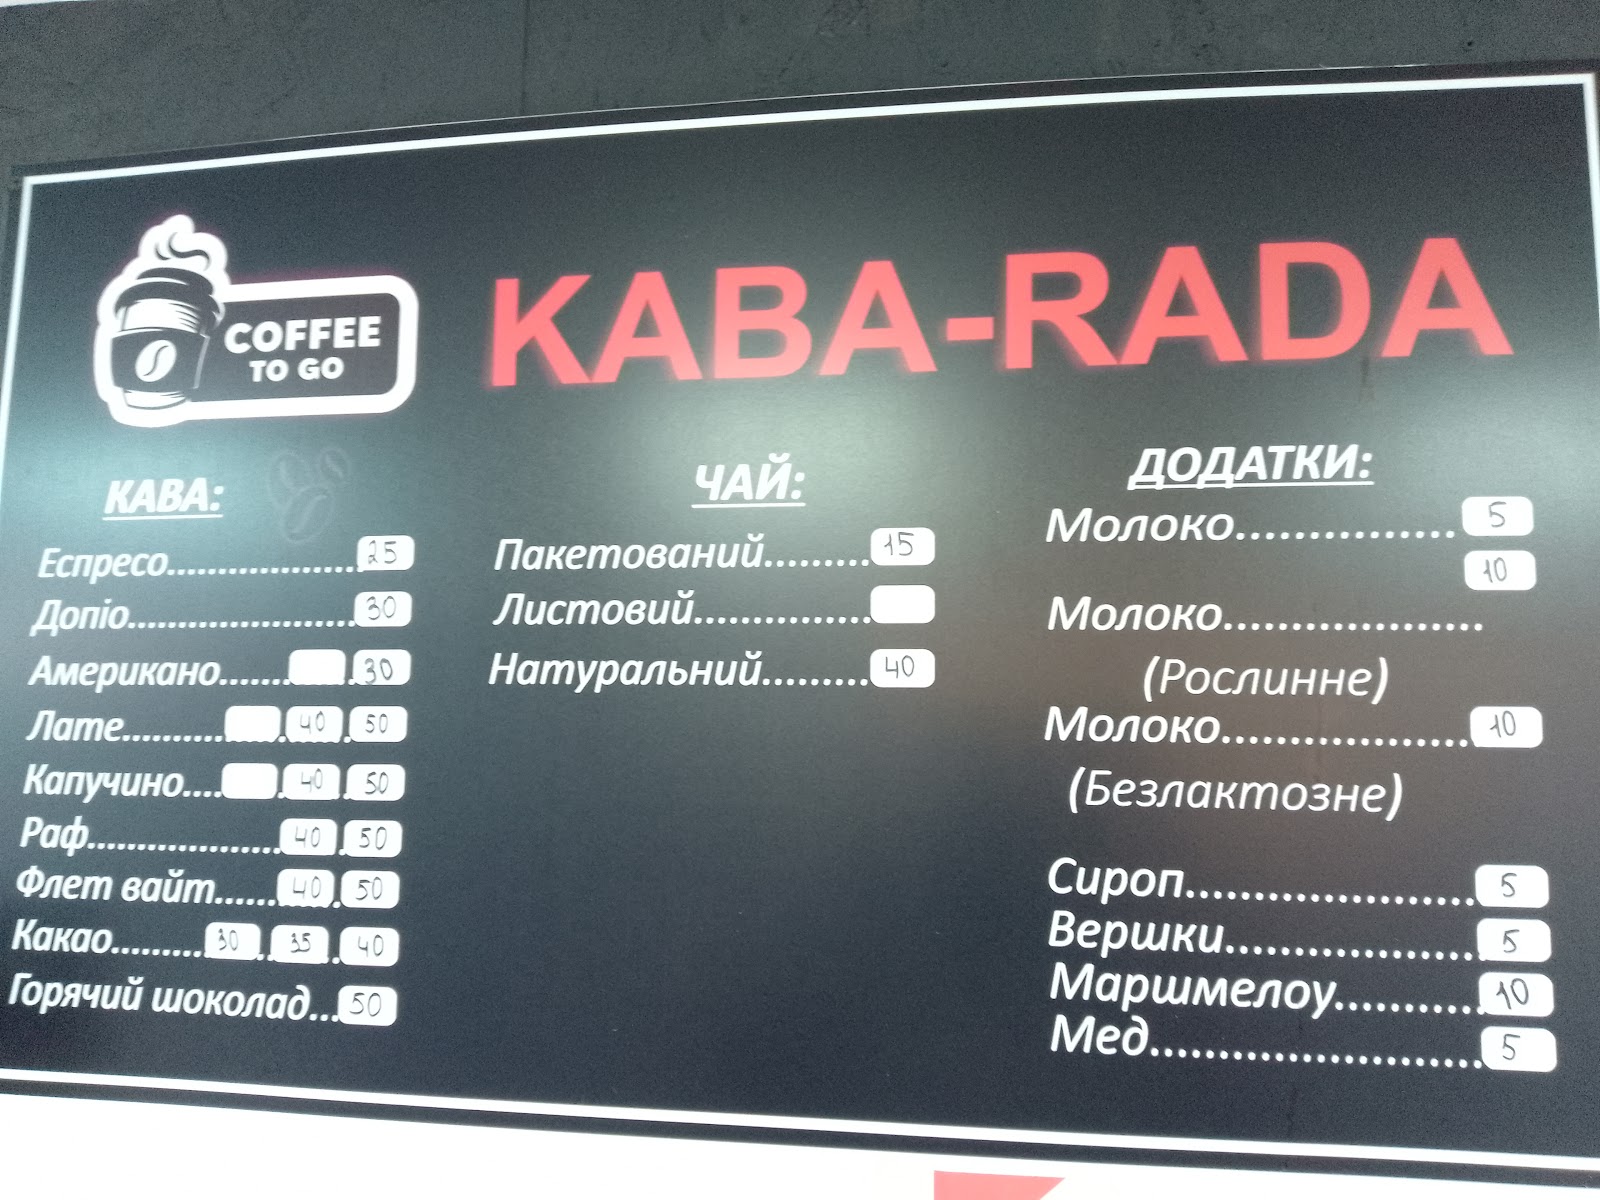 COFFEE
TO GO
КАВА-RADA
КАВА:
Еспресо...................25
Допіо.......................30
Американо.......30
Лате...........40.50
Капучино....40.50
Раф...................40.50
Флет вайт......40.50
Какао.........30..35.40
Горячий шоколад...50
ЧАЙ:
Пакетований.........15
Листовий...............
Натуральний.........40
ДОДАТКИ:
Молоко................5
10
Молоко...................
(Рослинне)
Молоко..................10
(Безлактозне)
Сироп.....................5
Вершки...................5
Маршмелоу...........10
Мед........................5